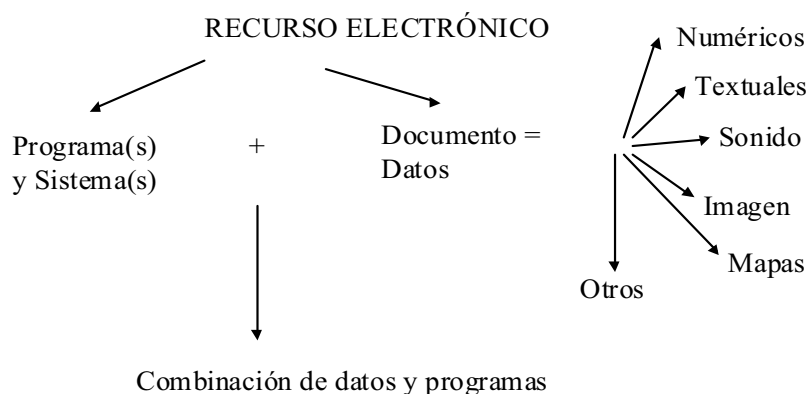 RECURSO ELECTRÓNICO
Programa(s)
y Sistema(s)
+
Documento =
Datos
Numéricos
Textuales
Sonido
Imagen
Mapas
Otros
Combinación de datos y programas